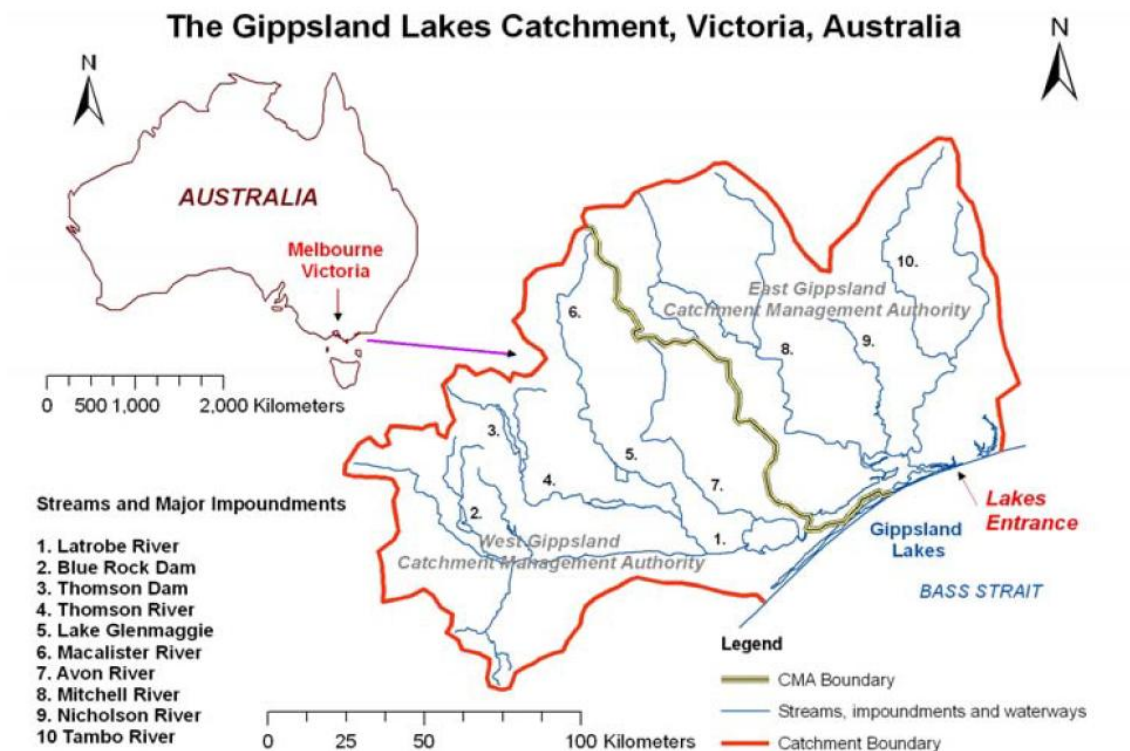 The Gippsland Lakes Catchment, Victoria, Australia
N
N
AUSTRALIA
Melbourne
Victoria
0 500 1,000 2,000 Kilometers
10.
East Gippsland
Catchment Management Authority
6.
8.
9.
3.
5.
4.
7.
2.
1.
West Gippsland
Catchment Management Authority
Lakes
Entrance
Gippsland
Lakes
BASS STRAIT
Streams and Major Impoundments
1. Latrobe River
2. Blue Rock Dam
3. Thomson Dam
4. Thomson River
5. Lake Glenmaggie
6. Macalister River
7. Avon River
8. Mitchell River
9. Nicholson River
10 Tambo River
Legend
CMA Boundary
Streams, impoundments and waterways
Catchment Boundary
0 25 50 100 Kilometers